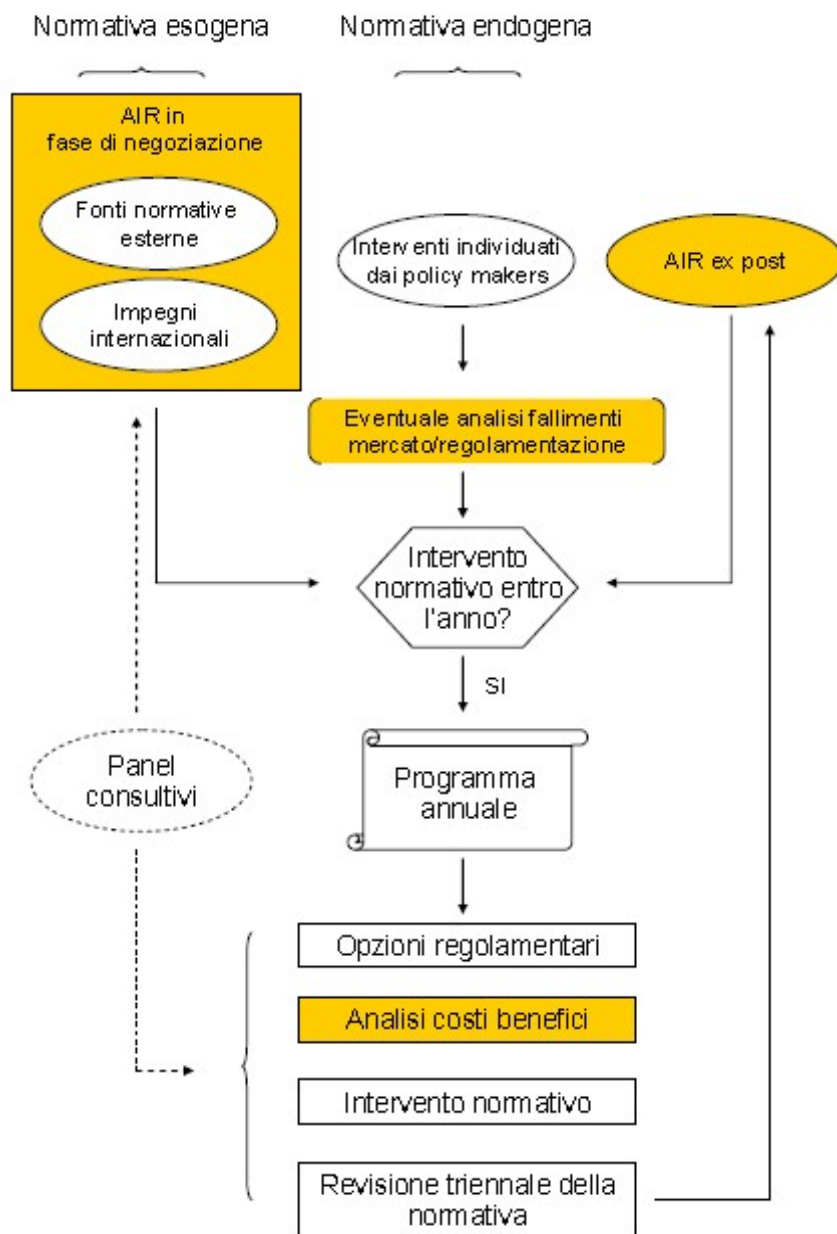 Normativa esogena
Normativa endogena
AIR in
fase di negoziazione
Fonti normative
esterne
Impegni
internazionali
Interventi individuati
dai policy makers
AIR ex post
Eventuale analisi fallimenti
mercato/regolamentazione
Intervento
normativo entro
l'anno?
SI
Panel
consultivi
Programma
annuale
Opzioni regolamentari
Analisi costi benefici
Intervento normativo
Revisione triennale della
normativa